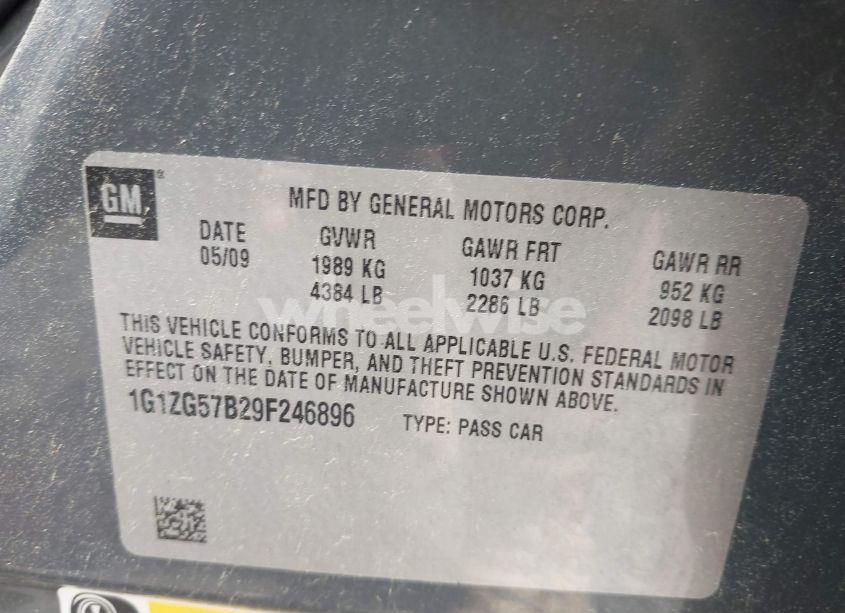 GM
MFD BY GENERAL MOTORS CORP.
DATE GVWR GAWR FRT GAWR RR
05/09 1989 KG 1037 KG 952 KG
4384 LB 2286 LB 2098 LB
wheelwise
THIS VEHICLE CONFORMS TO ALL APPLICABLE U.S. FEDERAL MOTOR
VEHICLE SAFETY, BUMPER, AND THEFT PREVENTION STANDARDS IN
EFFECT ON THE DATE OF MANUFACTURE SHOWN ABOVE.
1G1ZG57B29F246896 TYPE: PASS CAR